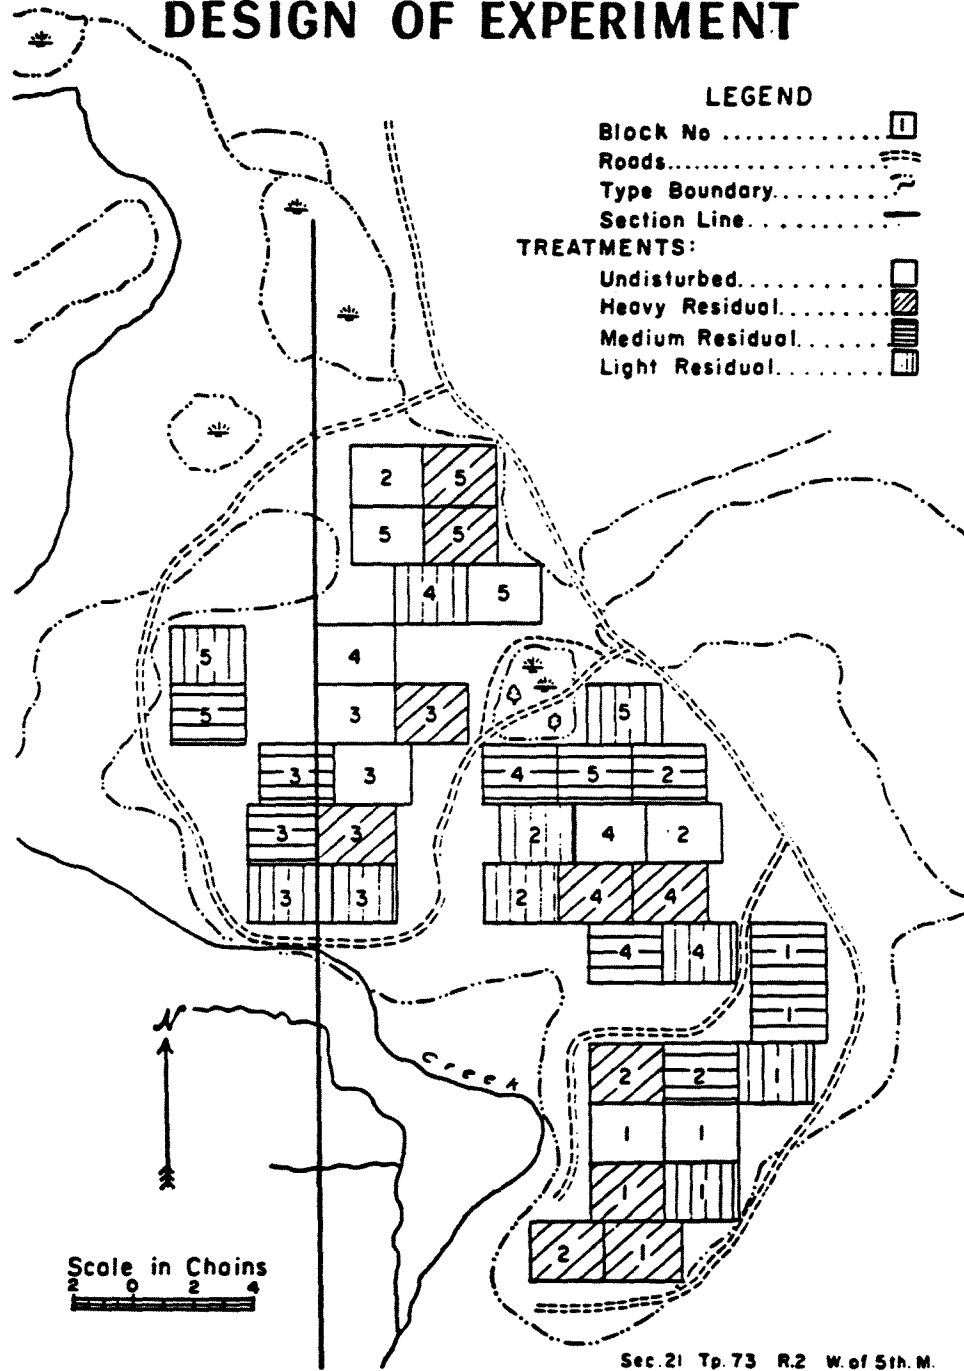 DESIGN OF EXPERIMENT
LEGEND
Block No ............. 1
Roads..................
Type Boundary.........
Section Line..........
TREATMENTS:
Undisturbed...........
Heavy Residual........
Medium Residual.......
Light Residual........
2 5
5 5
4 5
5 4
5 3 3 5
3 3 4 5 2
3 3 2 4 2
3 3 2 4 4
4 4 1
1
N
Creek
2 2 1
1 1
1 1
2 1
Scale in Chains
2 0 2 4
Sec.21 Tp.73 R.2 W.of 5th.M.